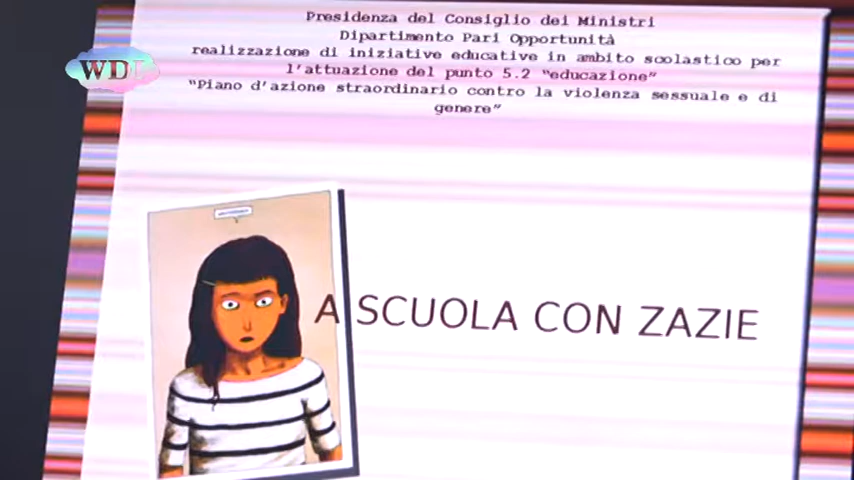 Presidenza del Consiglio dei Ministri
Dipartimento Pari Opportunità
realizzazione di iniziative educative in ambito scolastico per
l'attuazione del punto 5.2 "educazione"
"Piano d'azione straordinario contro la violenza sessuale e di
genere"
WDL
A SCUOLA CON ZAZIE